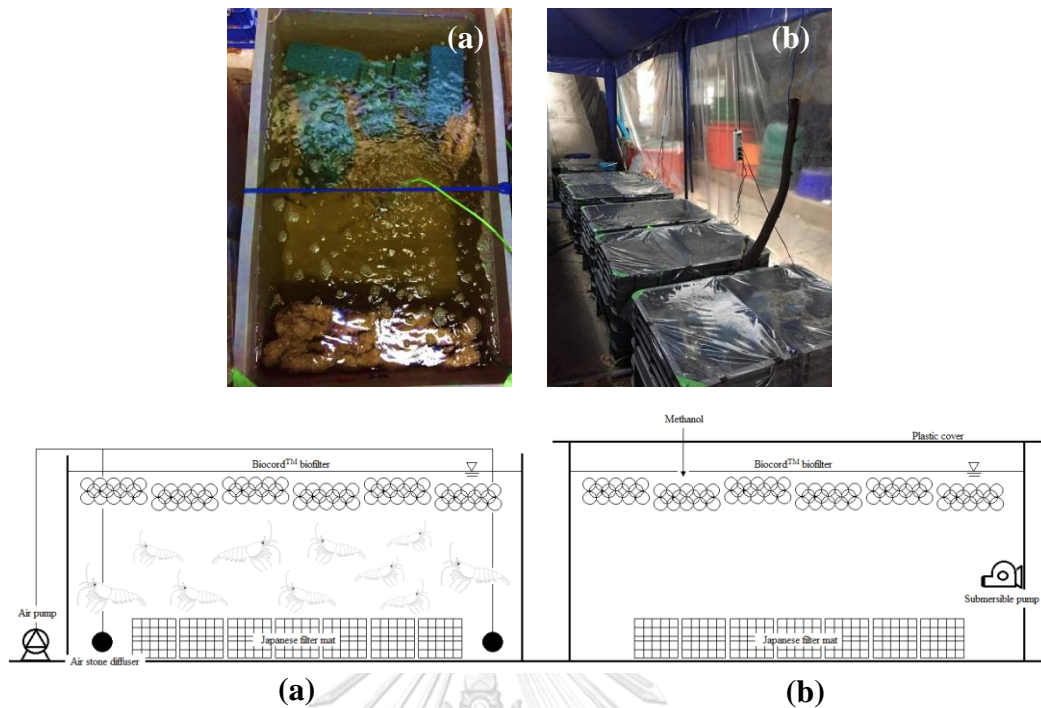 (a)
(b)
Biocord™ biofilter
Air pump
Japanese filter mat
Air stone diffuser
Methanol
Plastic cover
Biocord™ biofilter
Submersible pump
Japanese filter mat
(a)
(b)